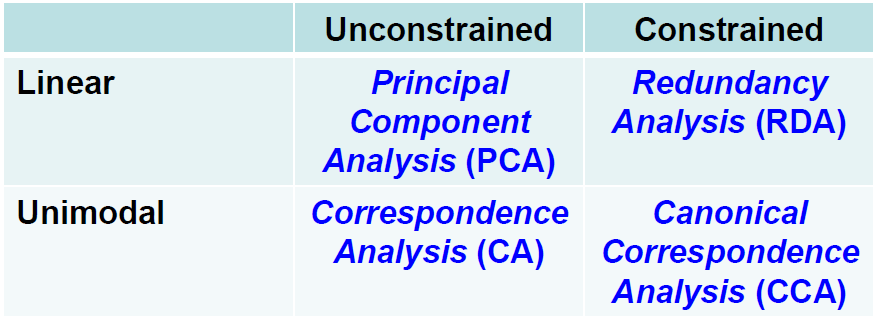 Unconstrained Constrained
Linear Principal Component Analysis (PCA) Redundancy Analysis (RDA)
Unimodal Correspondence Analysis (CA) Canonical Correspondence Analysis (CCA)